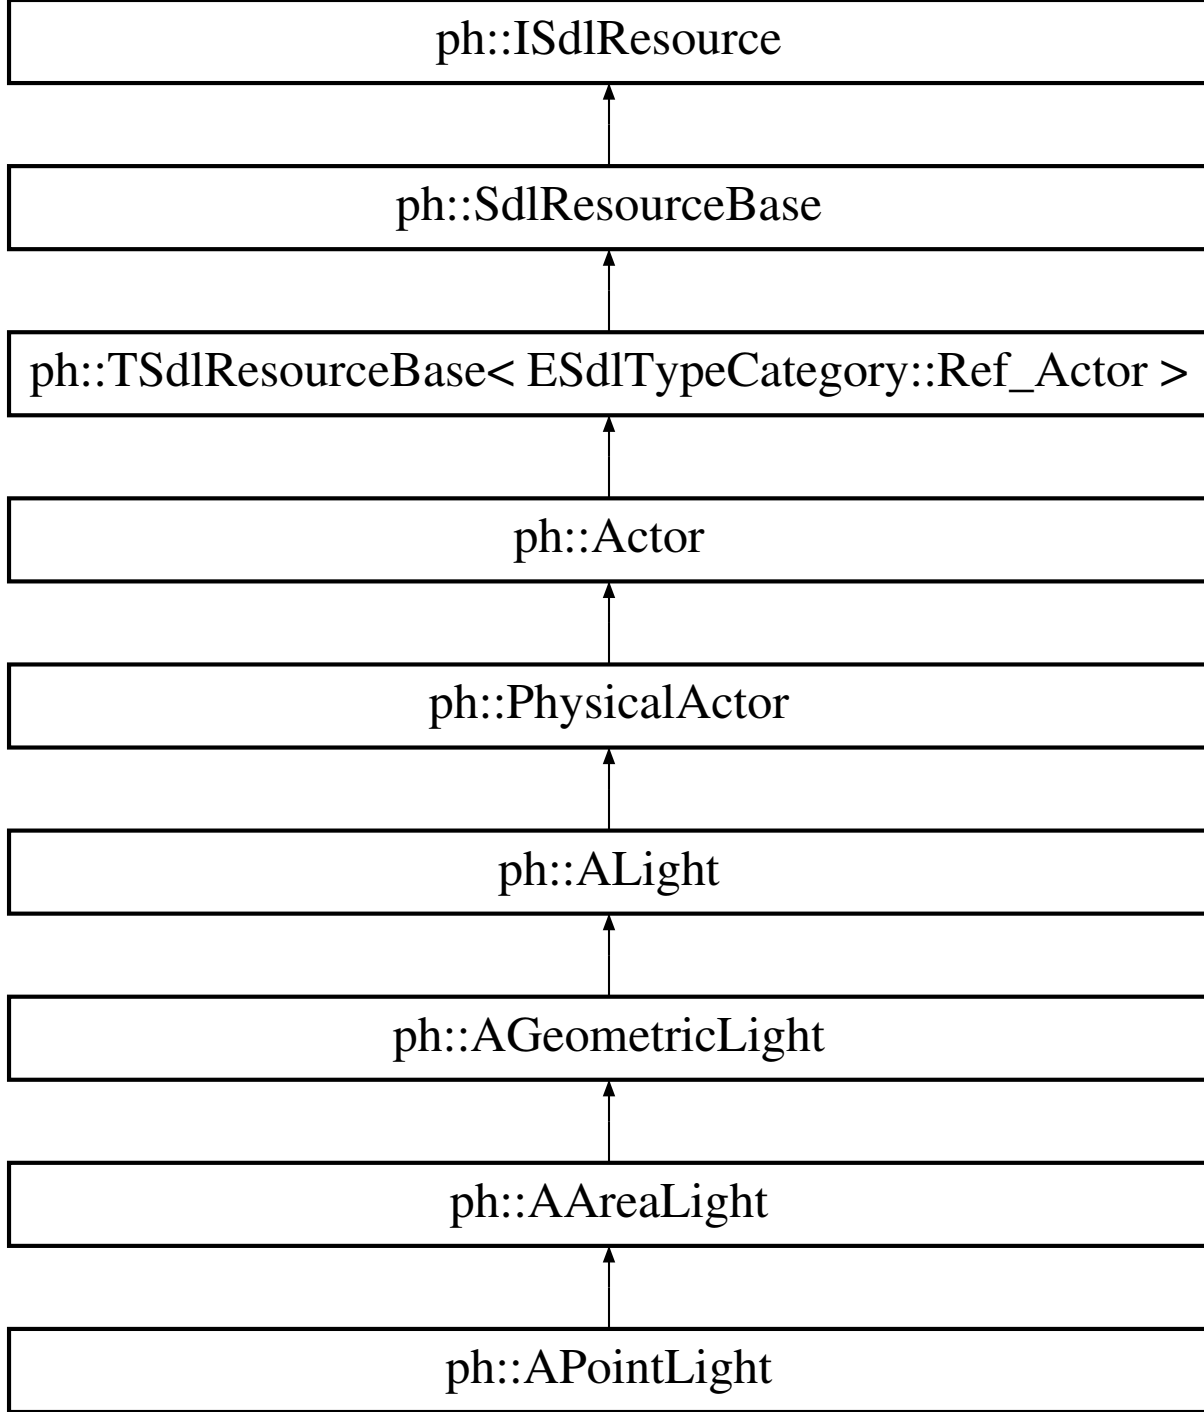 ph::ISdlResource
ph::SdlResourceBase
ph::TSdlResourceBase< ESdlTypeCategory::Ref_Actor >
ph::Actor
ph::PhysicalActor
ph::ALight
ph::AGeometricLight
ph::AAreaLight
ph::APointLight